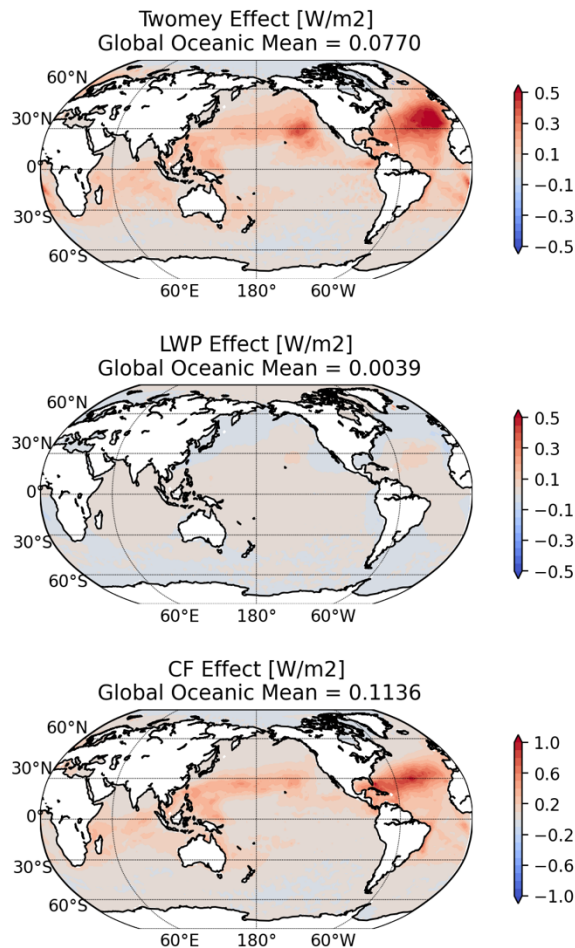 Twomey Effect [W/m2]
Global Oceanic Mean = 0.0770
60°N
30°N
0°
30°S
60°S
60°E 180° 60°W
0.5
0.3
0.1
−0.1
−0.3
−0.5
LWP Effect [W/m2]
Global Oceanic Mean = 0.0039
60°N
30°N
0°
30°S
60°S
60°E 180° 60°W
0.5
0.3
0.1
−0.1
−0.3
−0.5
CF Effect [W/m2]
Global Oceanic Mean = 0.1136
60°N
30°N
0°
30°S
60°S
60°E 180° 60°W
1.0
0.6
0.2
−0.2
−0.6
−1.0